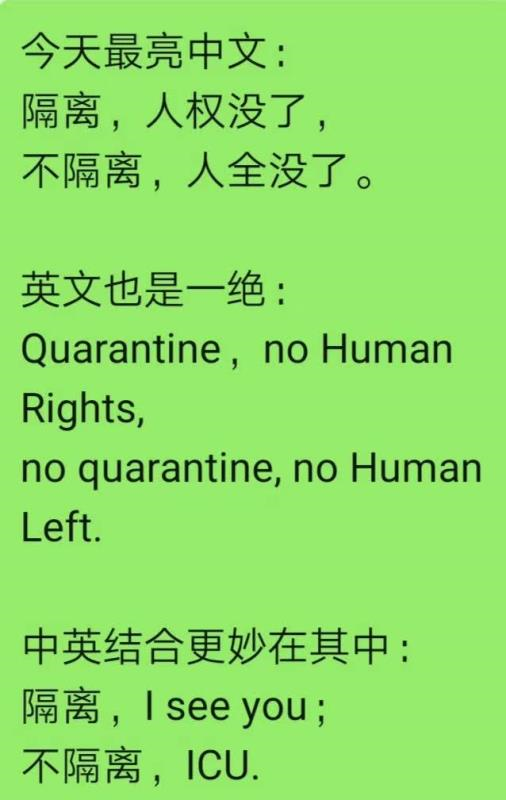 今天最亮中文：
隔离，人权没了，
不隔离，人全没了。
英文也是一绝：
Quarantine，no Human
Rights,
no quarantine, no Human
Left.
中英结合更妙在其中：
隔离，I see you；
不隔离，ICU.